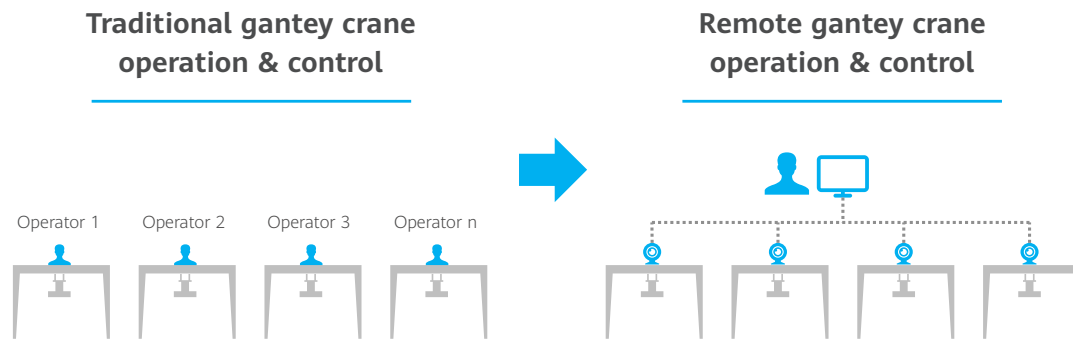 Traditional gantey crane
operation & control
Remote gantey crane
operation & control
Operator 1
Operator 2
Operator 3
Operator n